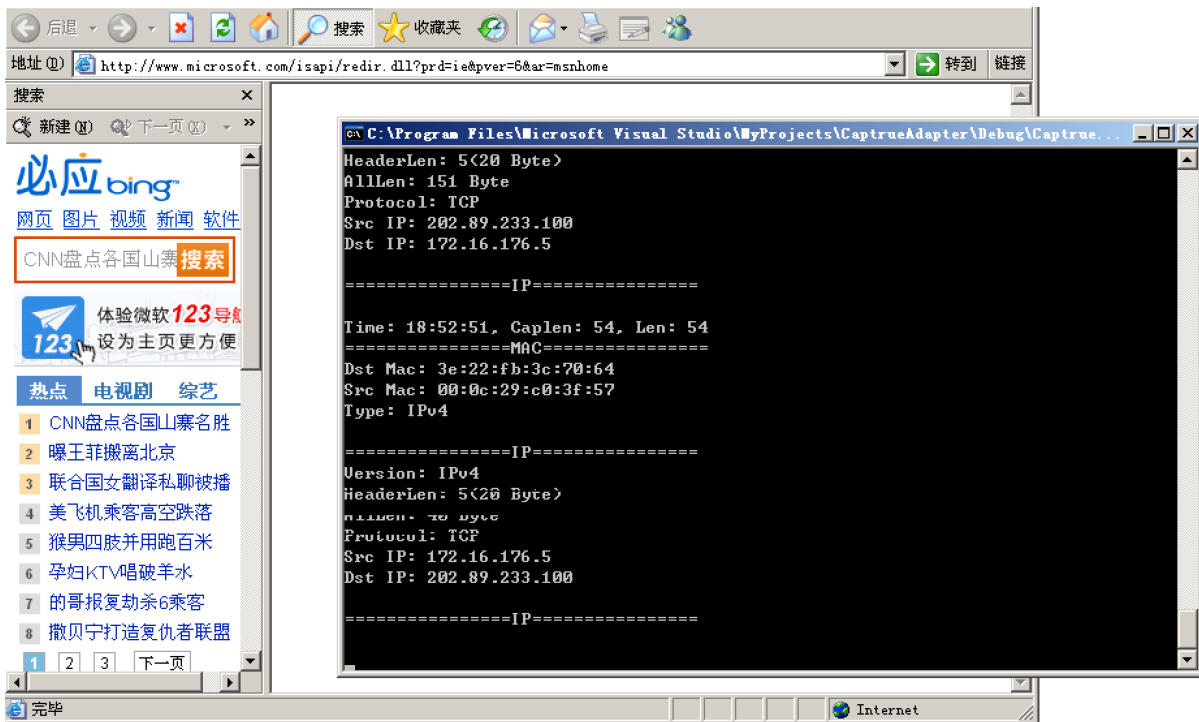 后退 搜索 收藏夹
地址(D) http://www.microsoft.com/isapi/redir.dll?prd=ie&pver=6&ar=msnhome 转到 链接
搜索
新建(N) 下一页(X) »
必应 bing™
网页 图片 视频 新闻 软件
CNN盘点各国山寨 搜索
体验微软123导航
123 设为主页更方便
热点 电视剧 综艺
1 CNN盘点各国山寨名胜
2 曝王菲搬离北京
3 联合国女翻译私聊被播
4 美飞机乘客高空跌落
5 猴男四肢并用跑百米
6 孕妇KTV唱破羊水
7 的哥报复劫杀6乘客
8 撒贝宁打造复仇者联盟
1 2 3 下一页
C:\Program Files\Microsoft Visual Studio\MyProjects\CaptrueAdapter\Debug\Captrue...
HeaderLen: 5(20 Byte)
AllLen: 151 Byte
Protocol: TCP
Src IP: 202.89.233.100
Dst IP: 172.16.176.5
================IP================
Time: 18:52:51, Caplen: 54, Len: 54
================MAC================
Dst Mac: 3e:22:fb:3c:70:64
Src Mac: 00:0c:29:c0:3f:57
Type: IPv4
================IP================
Version: IPv4
HeaderLen: 5(20 Byte)
AllLen: 40 Byte
Protocol: TCP
Src IP: 172.16.176.5
Dst IP: 202.89.233.100
================IP================
完毕 Internet